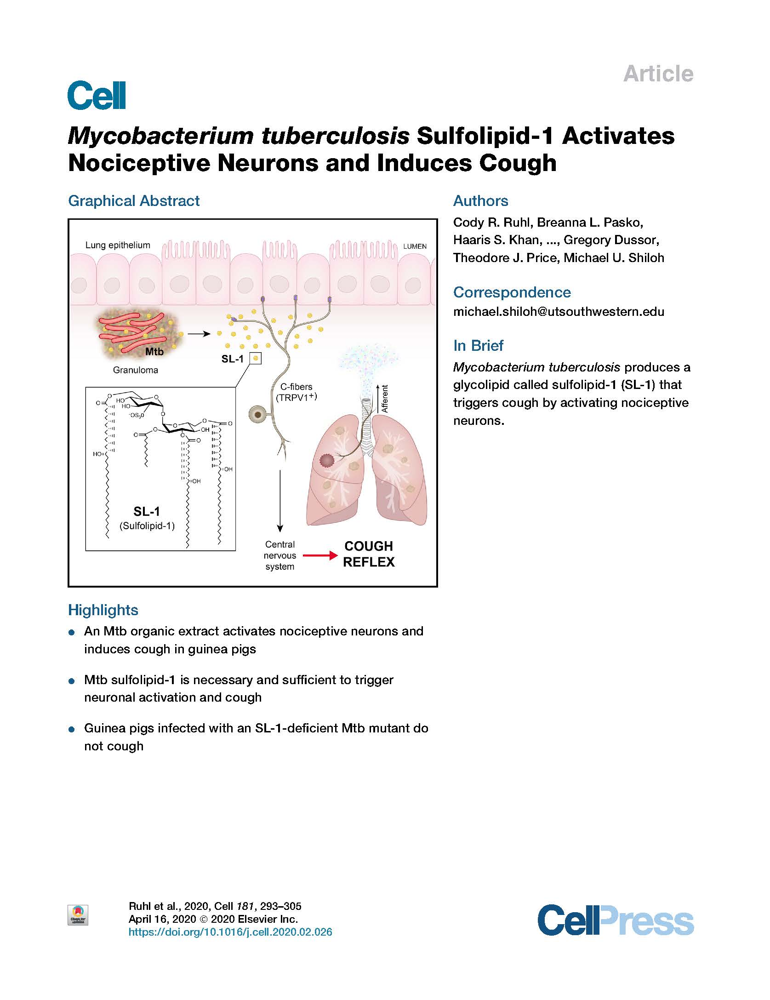 Article
Cell
Mycobacterium tuberculosis Sulfolipid-1 Activates
Nociceptive Neurons and Induces Cough
Graphical Abstract
Lung epithelium
LUMEN
Mtb
Granuloma
SL-1
C-fibers
(TRPV1+)
Afferent
O
O
HO
HO
-OS3O
O
O
O
O
O
OH
O
O
O
O
O
HO
OH
OH
SL-1
(Sulfolipid-1)
Central
nervous
system
COUGH
REFLEX
Highlights
● An Mtb organic extract activates nociceptive neurons and
induces cough in guinea pigs
● Mtb sulfolipid-1 is necessary and sufficient to trigger
neuronal activation and cough
● Guinea pigs infected with an SL-1-deficient Mtb mutant do
not cough
Authors
Cody R. Ruhl, Breanna L. Pasko,
Haaris S. Khan, ..., Gregory Dussor,
Theodore J. Price, Michael U. Shiloh
Correspondence
michael.shiloh@utsouthwestern.edu
In Brief
Mycobacterium tuberculosis produces a
glycolipid called sulfolipid-1 (SL-1) that
triggers cough by activating nociceptive
neurons.
Check for
updates
Ruhl et al., 2020, Cell 181, 293–305
April 16, 2020 © 2020 Elsevier Inc.
https://doi.org/10.1016/j.cell.2020.02.026
CellPress